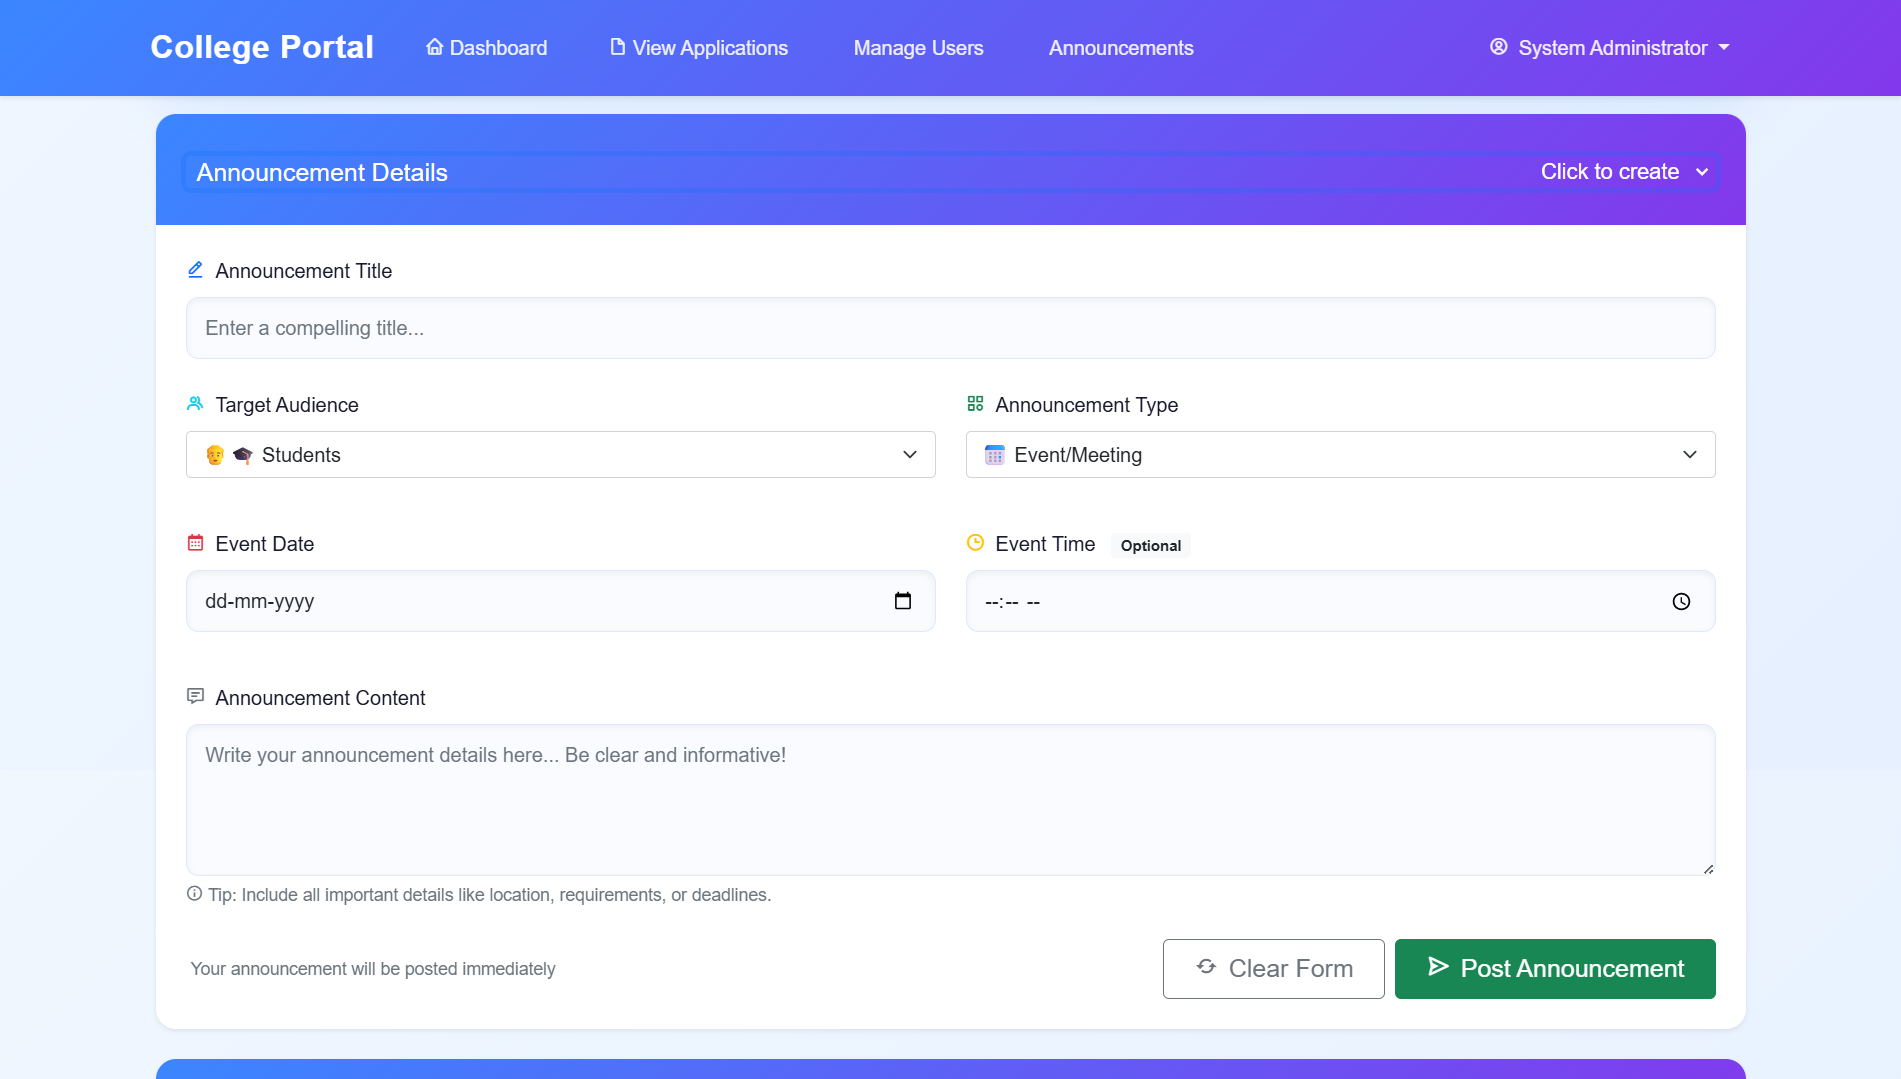 College Portal
Dashboard
View Applications
Manage Users
Announcements
System Administrator
Announcement Details
Click to create
Announcement Title
Enter a compelling title...
Target Audience
Announcement Type
Students
Event/Meeting
Event Date
Event Time
Optional
dd-mm-yyyy
--:-- --
Announcement Content
Write your announcement details here... Be clear and informative!
Tip: Include all important details like location, requirements, or deadlines.
Your announcement will be posted immediately
Clear Form
Post Announcement